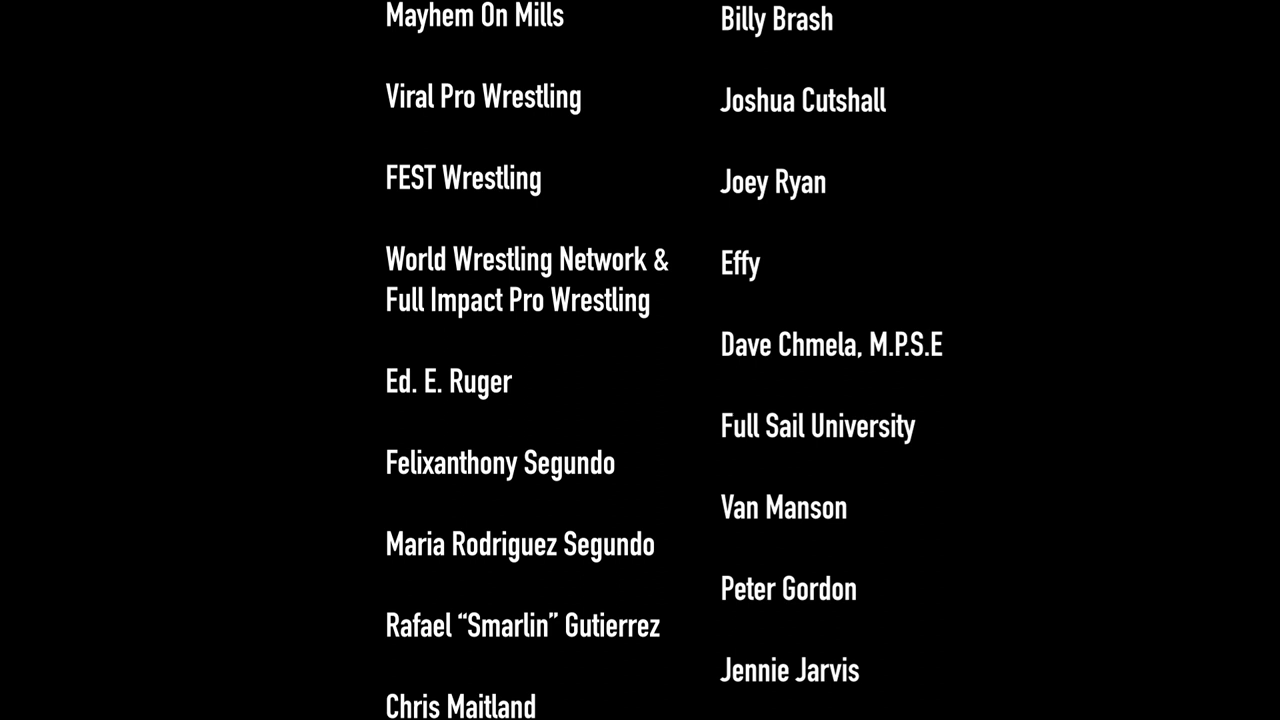 Mayhem On Mills
Viral Pro Wrestling
FEST Wrestling
World Wrestling Network &
Full Impact Pro Wrestling
Ed. E. Ruger
Felixanthony Segundo
Maria Rodriguez Segundo
Rafael “Smarlin” Gutierrez
Chris Maitland
Billy Brash
Joshua Cutshall
Joey Ryan
Effy
Dave Chmela, M.P.S.E
Full Sail University
Van Manson
Peter Gordon
Jennie Jarvis